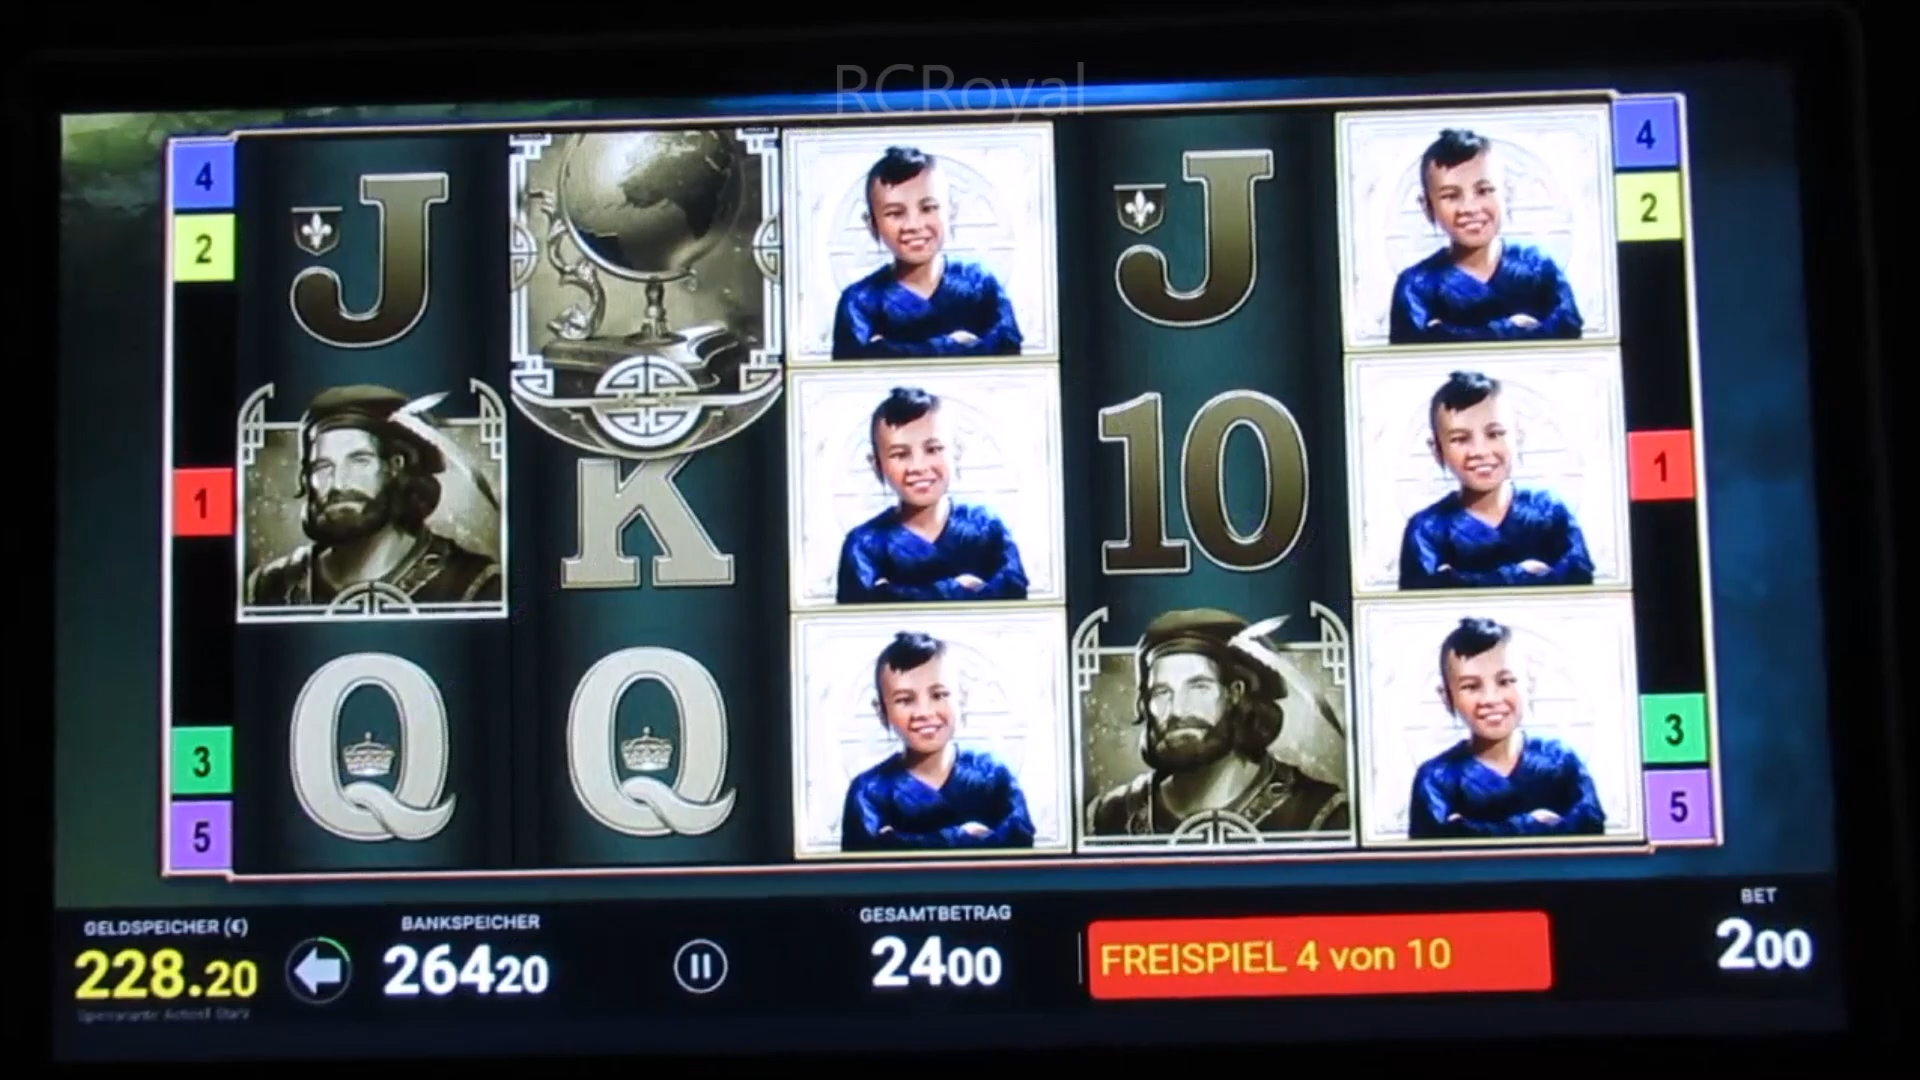 RCRoyal
4
J
J
4
2
2
1
K
10
1
Q
Q
3
3
5
5
GELDSPEICHER (€)
228.20
BANKSPEICHER
264 20
GESAMTBETRAG
24 00
FREISPIEL 4 von 10
BET
2 00